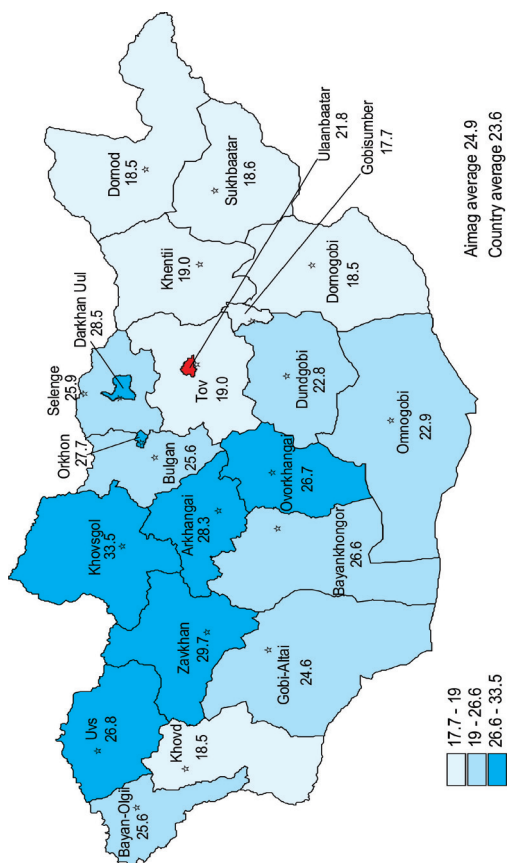 Uvs
26.8
Bayan-Olgii
25.6
Khovd
18.5
Zavkhan
29.7
Gobi-Altai
24.6
Khovsgol
33.5
Arkhangai
28.3
Bayankhongor
26.6
Ovorkhangai
26.7
Orkhon
27.7
Bulgan
25.6
Selenge
25.9
Darkhan Uul
28.5
Tov
19.0
Dundgobi
22.8
Omnogobi
22.9
Khentii
19.0
Dornod
18.5
Sukhbaatar
18.6
Dornogobi
18.5
Ulaanbaatar
21.8
Gobisumber
17.7
17.7 - 19
19 - 26.6
26.6 - 33.5
Aimag average 24.9
Country average 23.6